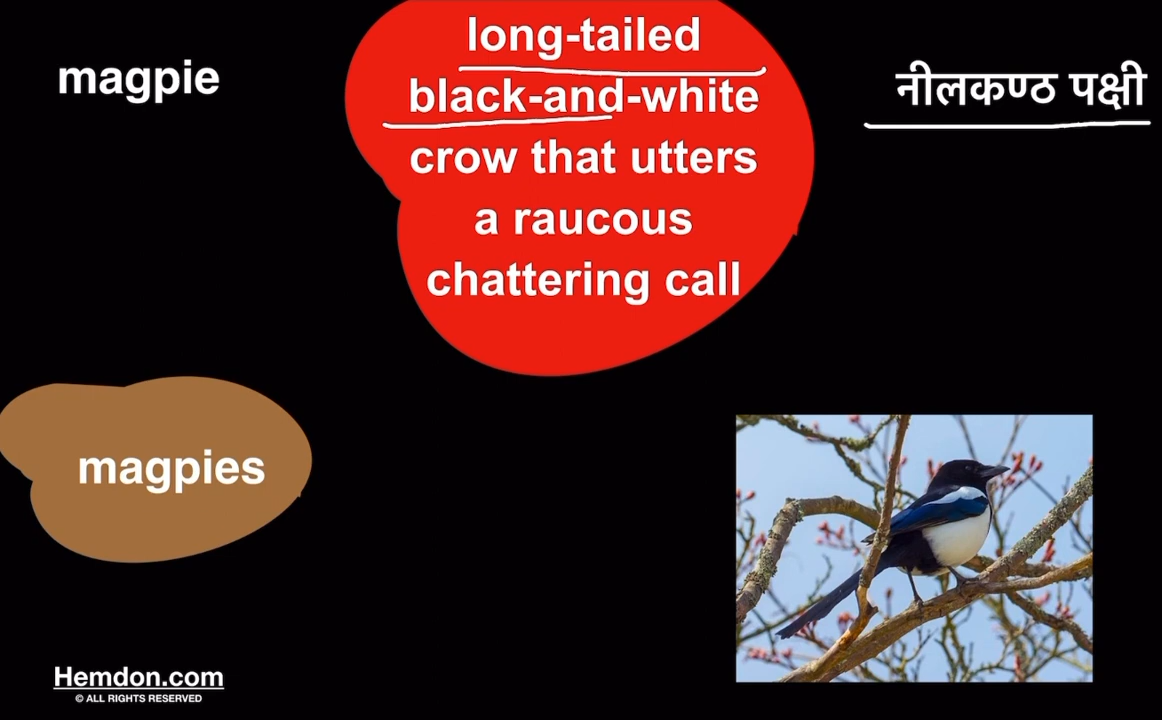 magpie
long-tailed
black-and-white
crow that utters
a raucous
chattering call
नीलकण्ठ पक्षी
magpies
Hemdon.com
© ALL RIGHTS RESERVED